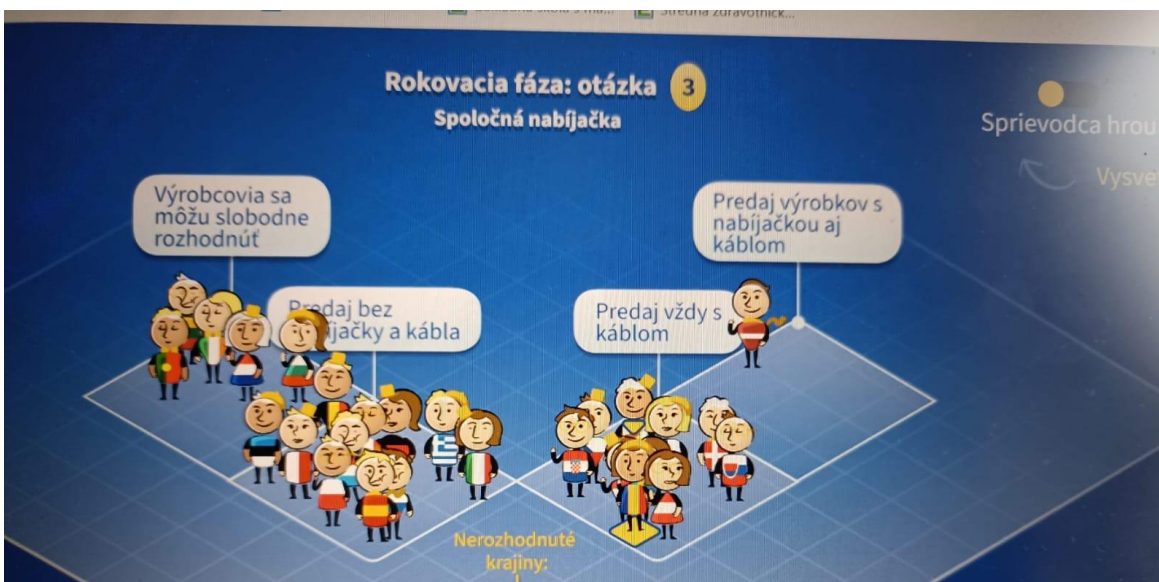 Rokovacia fáza: otázka 3
Spoločná nabíjačka
Sprievodca hrou
Výrobcovia sa
môžu slobodne
rozhodnúť
Predaj výrobkov s
nabíjačkou aj
káblom
bez
a kábla
Predaj vždy s
káblom
Nerozhodnuté
krajiny: